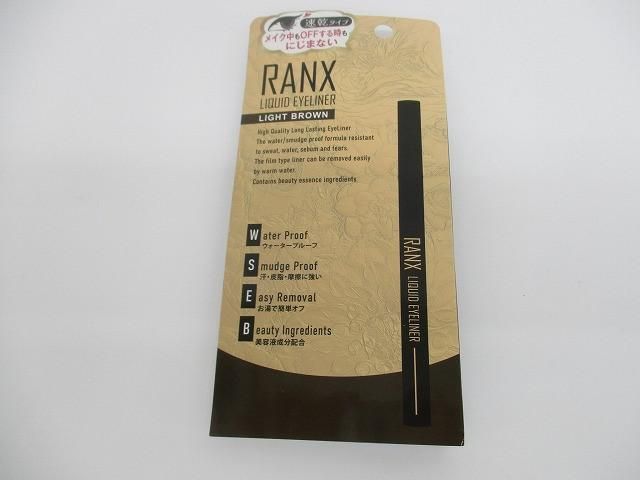 速乾タイプ
メイク中もOFFする時も
にじまない
RANX
LIQUID EYELINER
LIGHT BROWN
High Quality Long Lasting EyeLiner
The water/smudge proof formula resistant
to sweat, water, sebum and tears.
The film type liner can be removed easily
by warm water.
Contains beauty essence ingredients.
Water Proof
ウォータープルーフ
Smudge Proof
汗・皮脂・摩擦に強い
Easy Removal
お湯で簡単オフ
Beauty Ingredients
美容液成分配合
RANX LIQUID EYELINER